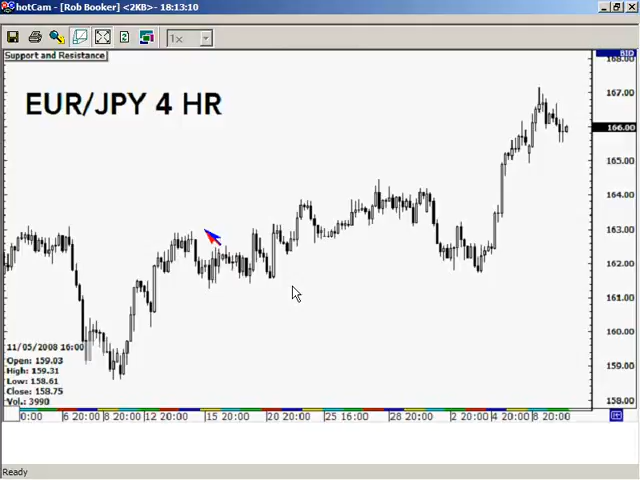 hotCam - [Rob Booker] <2KB>- 18:13:10
1x
Support and Resistance
BID
EUR/JPY 4 HR
168.00
167.00
166.00
165.00
164.00
163.00
162.00
161.00
160.00
159.00
158.00
11/05/2008 16:00
Open: 159.03
High: 159.31
Low: 158.61
Close: 158.75
Vol.: 3990
0:00 6 20:00 12 20:00 15 20:00 20 20:00 25 16:00 28 20:00 2 20:00 4 20:00 8 20:00
Ready